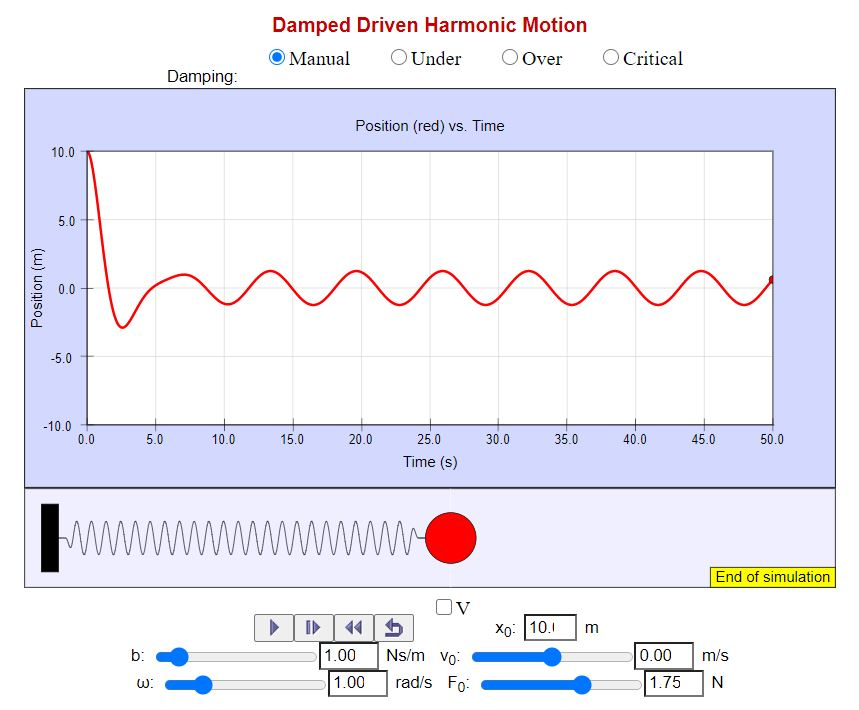 Damped Driven Harmonic Motion
Damping: Manual Under Over Critical
Position (red) vs. Time
Position (m)
10.0
5.0
0.0
-5.0
-10.0
0.0 5.0 10.0 15.0 20.0 25.0 30.0 35.0 40.0 45.0 50.0
Time (s)
End of simulation
V
x0: 10. m
b: 1.00 Ns/m v0: 0.00 m/s
ω: 1.00 rad/s F0: 1.75 N